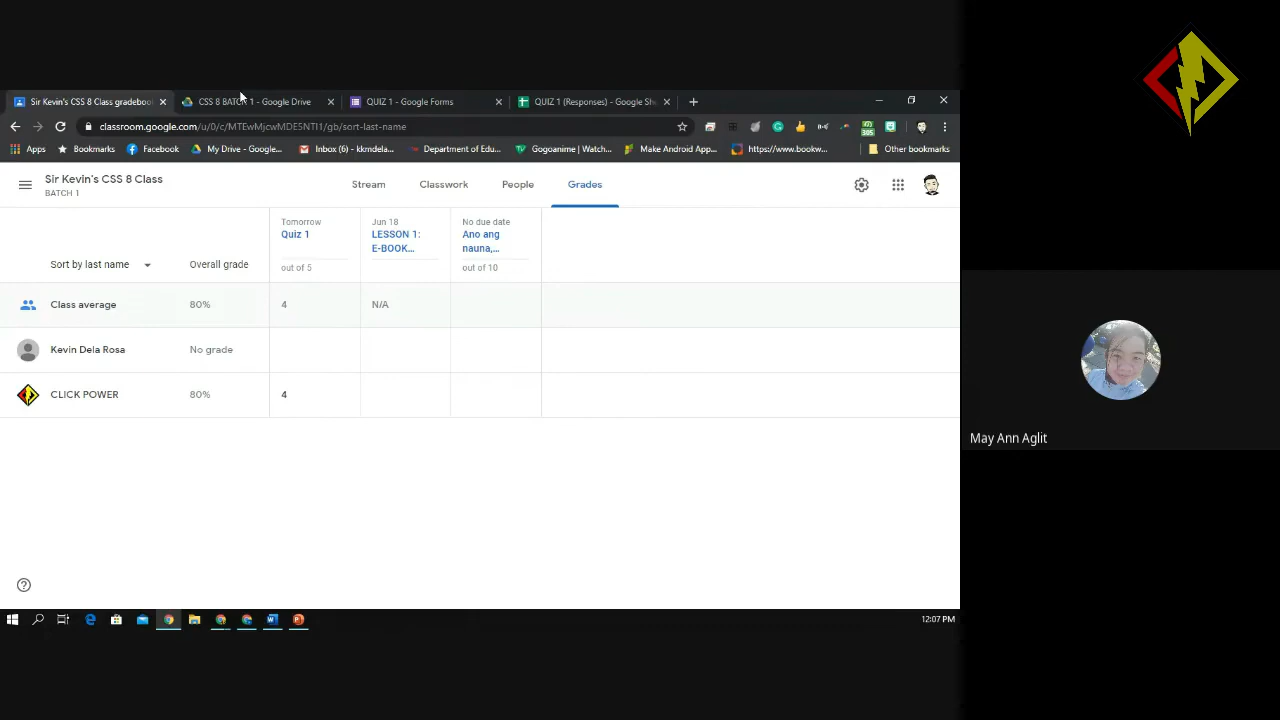 Sir Kevin's CSS 8 Class gradeboo
CSS 8 BATCH 1 - Google Drive
QUIZ 1 - Google Forms
QUIZ 1 (Responses) - Google She
classroom.google.com/u/0/c/MTEwMjcwMDE5NTI1/gb/sort-last-name
Apps
Bookmarks
Facebook
My Drive - Google...
Inbox (6) - kkmdela...
Department of Edu...
Gogoanime | Watch...
Make Android App...
https://www.bookw...
Other bookmarks
Sir Kevin's CSS 8 Class
BATCH 1
Stream
Classwork
People
Grades
Tomorrow
Quiz 1
out of 5
Jun 18
LESSON 1:
E-BOOK...
No due date
Ano ang
nauna,...
out of 10
Sort by last name
Overall grade
Class average
80%
4
N/A
Kevin Dela Rosa
No grade
CLICK POWER
80%
4
May Ann Aglit
12:07 PM